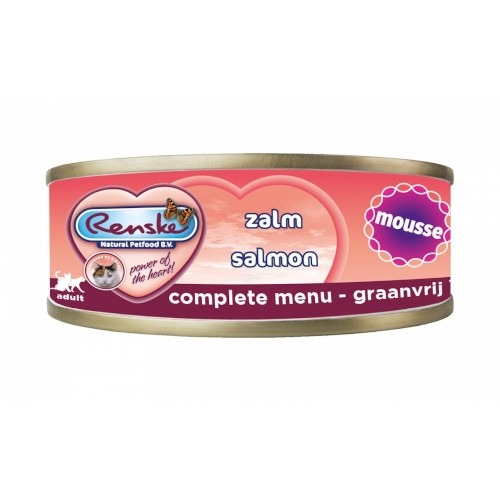 Renske
Natural Petfood B.V.
power of
the heart!
adult
zalm
salmon
mousse
complete menu - graanvrij